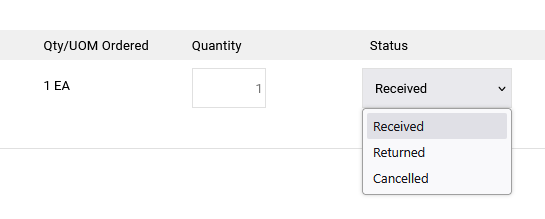 Qty/UOM Ordered Quantity Status
1 EA 1 Received
Received
Returned
Cancelled